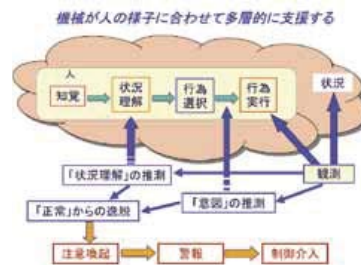 機械が人の様子に合わせて多層的に支援する
人
知覚
状況
理解
行為
選択
行為
実行
状況
「状況理解」の推測
観測
「意図」の推測
「正常」からの逸脱
注意喚起
警報
制御介入